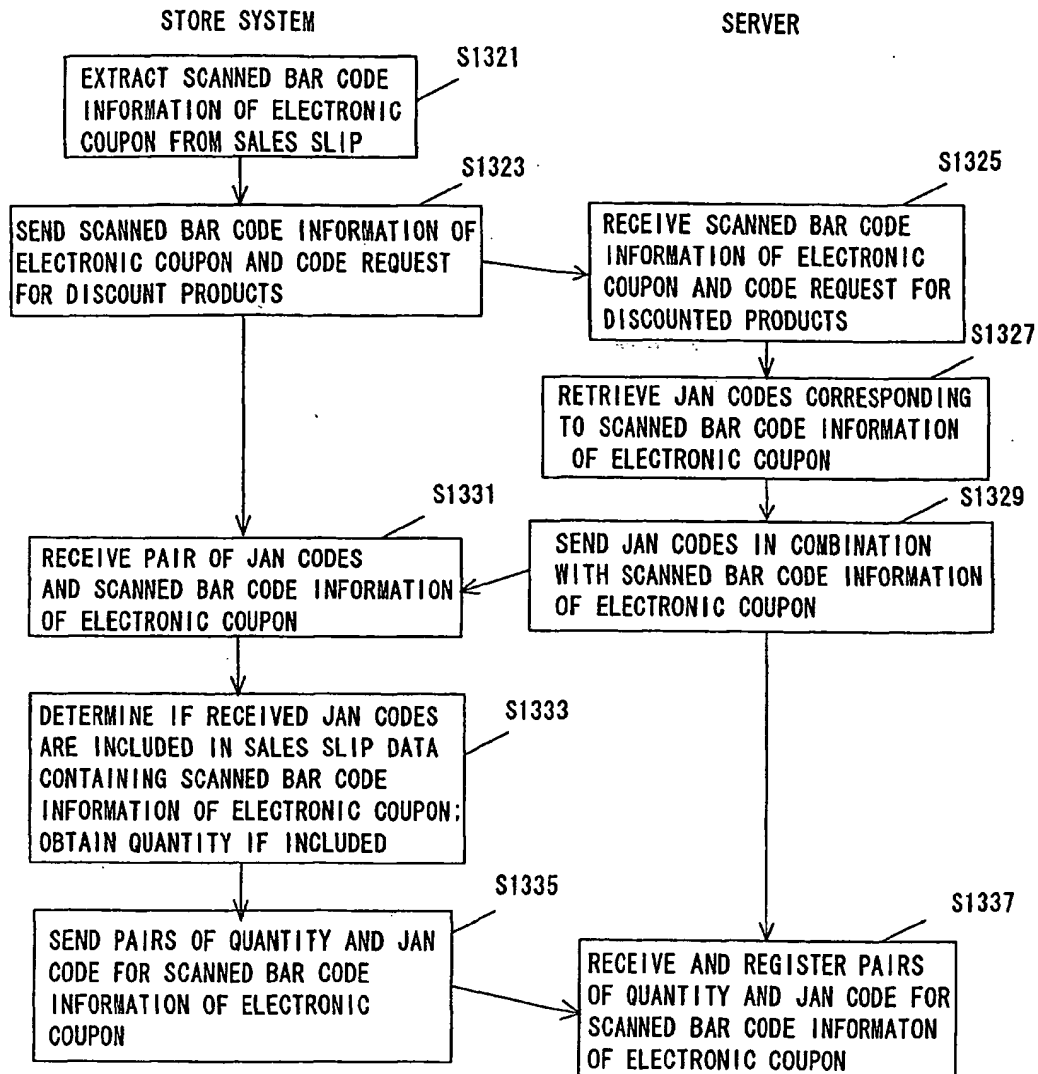 STORE SYSTEM
SERVER
S1321
EXTRACT SCANNED BAR CODE
INFORMATION OF ELECTRONIC
COUPON FROM SALES SLIP
S1323
SEND SCANNED BAR CODE INFORMATION OF
ELECTRONIC COUPON AND CODE REQUEST
FOR DISCOUNT PRODUCTS
S1325
RECEIVE SCANNED BAR CODE
INFORMATION OF ELECTRONIC
COUPON AND CODE REQUEST FOR
DISCOUNTED PRODUCTS
S1327
RETRIEVE JAN CODES CORRESPONDING
TO SCANNED BAR CODE INFORMATION
OF ELECTRONIC COUPON
S1329
SEND JAN CODES IN COMBINATION
WITH SCANNED BAR CODE INFORMATION
OF ELECTRONIC COUPON
S1331
RECEIVE PAIR OF JAN CODES
AND SCANNED BAR CODE INFORMATION
OF ELECTRONIC COUPON
S1333
DETERMINE IF RECEIVED JAN CODES
ARE INCLUDED IN SALES SLIP DATA
CONTAINING SCANNED BAR CODE
INFORMATION OF ELECTRONIC COUPON;
OBTAIN QUANTITY IF INCLUDED
S1335
SEND PAIRS OF QUANTITY AND JAN
CODE FOR SCANNED BAR CODE
INFORMATION OF ELECTRONIC
COUPON
S1337
RECEIVE AND REGISTER PAIRS
OF QUANTITY AND JAN CODE FOR
SCANNED BAR CODE INFORMATON
OF ELECTRONIC COUPON